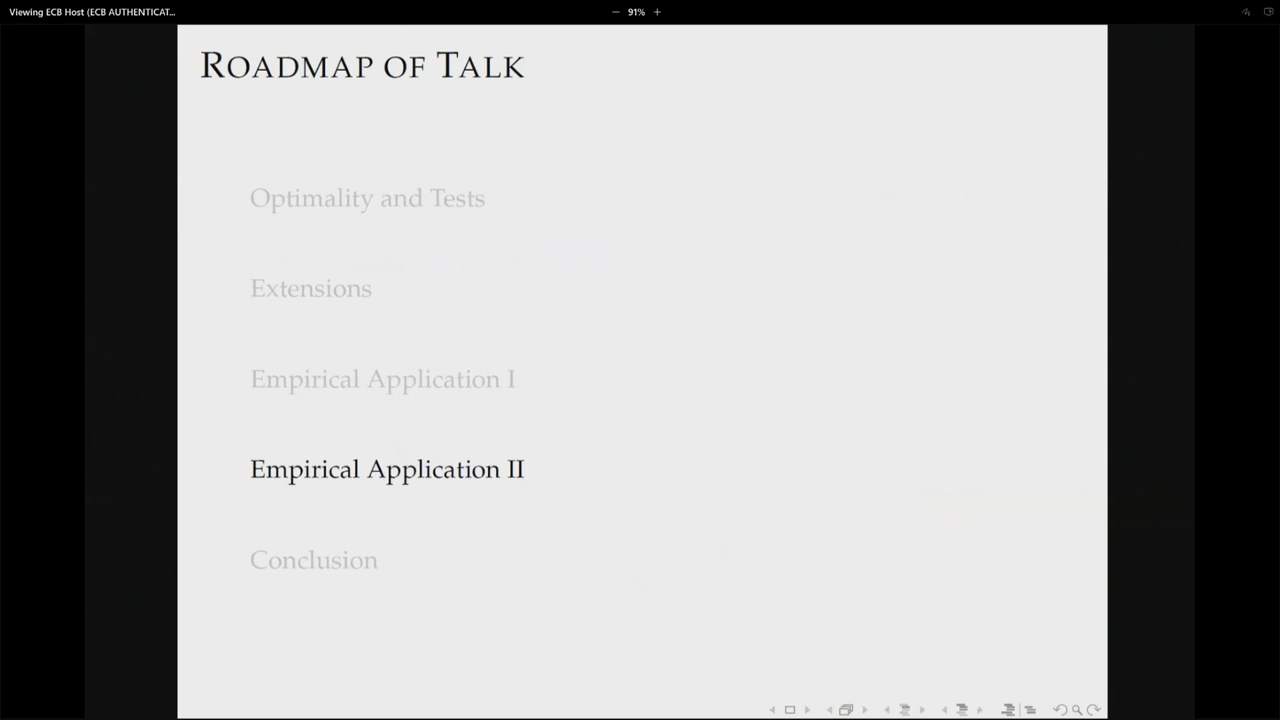 Viewing ECB Host (ECB AUTHENTICAT...
91%
ROADMAP OF TALK
Optimality and Tests
Extensions
Empirical Application I
Empirical Application II
Conclusion